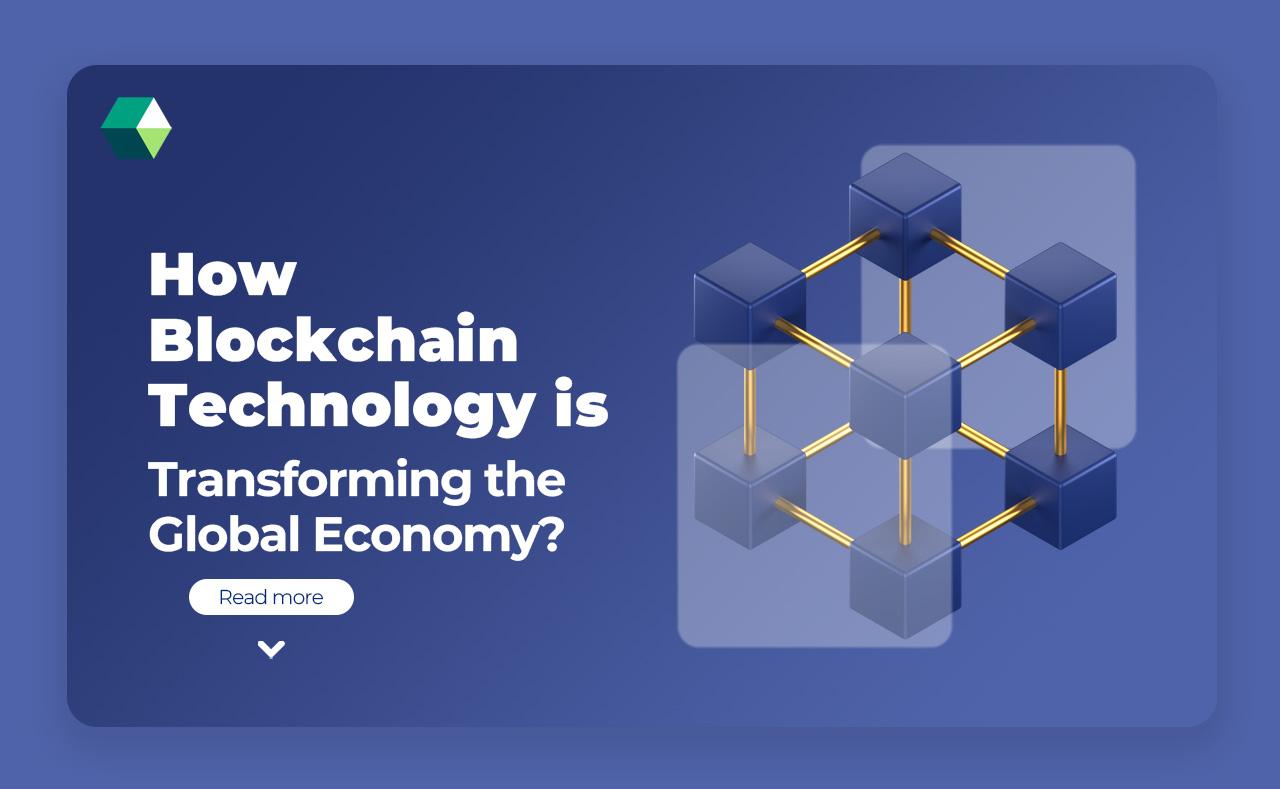 How
Blockchain
Technology is
Transforming the
Global Economy?
Read more